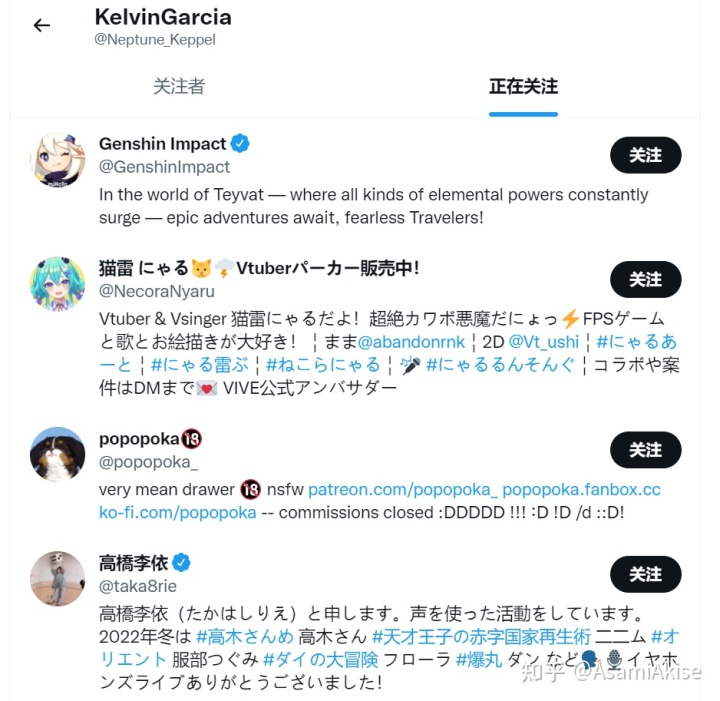 KelvinGarcia
@Neptune_Keppel
关注者
正在关注
Genshin Impact
@GenshinImpact
关注
In the world of Teyvat — where all kinds of elemental powers constantly
surge — epic adventures await, fearless Travelers!
猫雷 にゃる😼🌩️Vtuberパーカー販売中!
@NecoraNyaru
关注
Vtuber & Vsinger 猫雷にゃるだよ！超絶カワボ悪魔だにょっ⚡FPSゲーム
と歌とお絵描きが大好き！ ¦ まま@abandonrnk ¦ 2D @Vt_ushi ¦ #にゃるあ
ーと ¦ #にゃる雷ぶ ¦ #ねこらにゃる ¦ 🎤 #にゃるるんそんぐ ¦ コラボや案
件はDMまで💌 VIVE公式アンバサダー
popopoka🔞
@popopoka_
关注
very mean drawer 🔞 nsfw patreon.com/popopoka_ popopoka.fanbox.cc
ko-fi.com/popopoka -- commissions closed :DDDDD !!! :D !D /d ::D!
高橋李依
@taka8rie
关注
高橋李依（たかはしりえ）と申します。声を使った活動をしています。
2022年冬は #高木さんめ 高木さん #天才王子の赤字国家再生術 ニニム #オ
リエント 服部つぐみ #ダイの大冒険 フローラ #爆丸 ダン など🗣️🎙️イヤホ
ンズライブありがとうございました！
知乎 @AsamiAkise